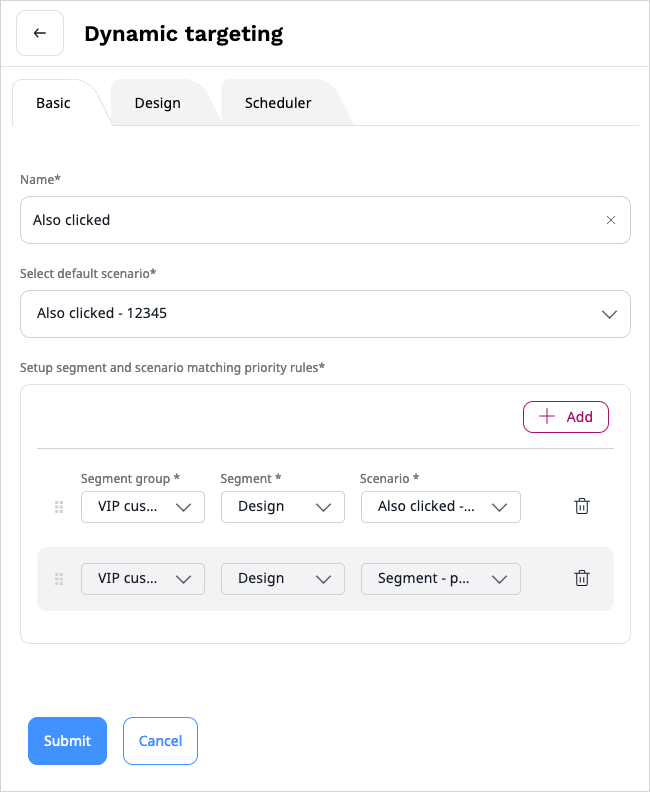 Dynamic targeting
Basic Design Scheduler
Name*
Also clicked
Select default scenario*
Also clicked - 12345
Setup segment and scenario matching priority rules*
Add
Segment group * Segment * Scenario *
VIP cus... Design Also clicked -...
VIP cus... Design Segment - p...
Submit Cancel